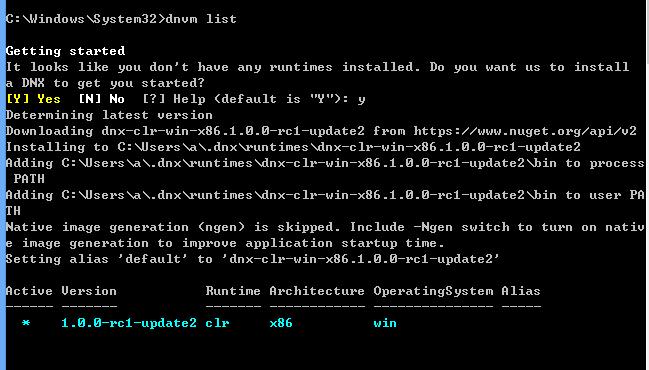 C:\Windows\System32>dnvm list
Getting started
It looks like you don't have any runtimes installed. Do you want us to install
a DNX to get you started?
[Y] Yes  [N] No  [?] Help (default is "Y"): y
Determining latest version
Downloading dnx-clr-win-x86.1.0.0-rc1-update2 from https://www.nuget.org/api/v2
Installing to C:\Users\a\.dnx\runtimes\dnx-clr-win-x86.1.0.0-rc1-update2
Adding C:\Users\a\.dnx\runtimes\dnx-clr-win-x86.1.0.0-rc1-update2\bin to process
 PATH
Adding C:\Users\a\.dnx\runtimes\dnx-clr-win-x86.1.0.0-rc1-update2\bin to user PA
TH
Native image generation (ngen) is skipped. Include -Ngen switch to turn on nativ
e image generation to improve application startup time.
Setting alias 'default' to 'dnx-clr-win-x86.1.0.0-rc1-update2'
Active Version           Runtime Architecture OperatingSystem Alias
------ -------           ------- ------------ --------------- -----
  *    1.0.0-rc1-update2 clr     x86          win